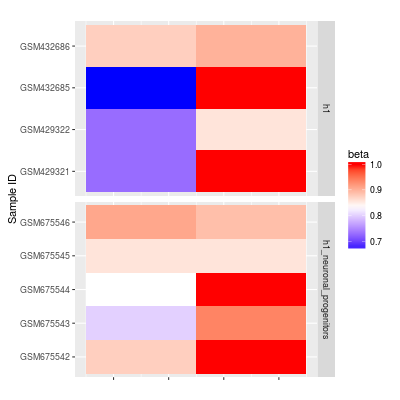 GSM432686
GSM432685
GSM429322
GSM429321
h1
GSM675546
GSM675545
GSM675544
GSM675543
GSM675542
h1_neuronal_progenitors
Sample ID
beta
1.0
0.9
0.8
0.7